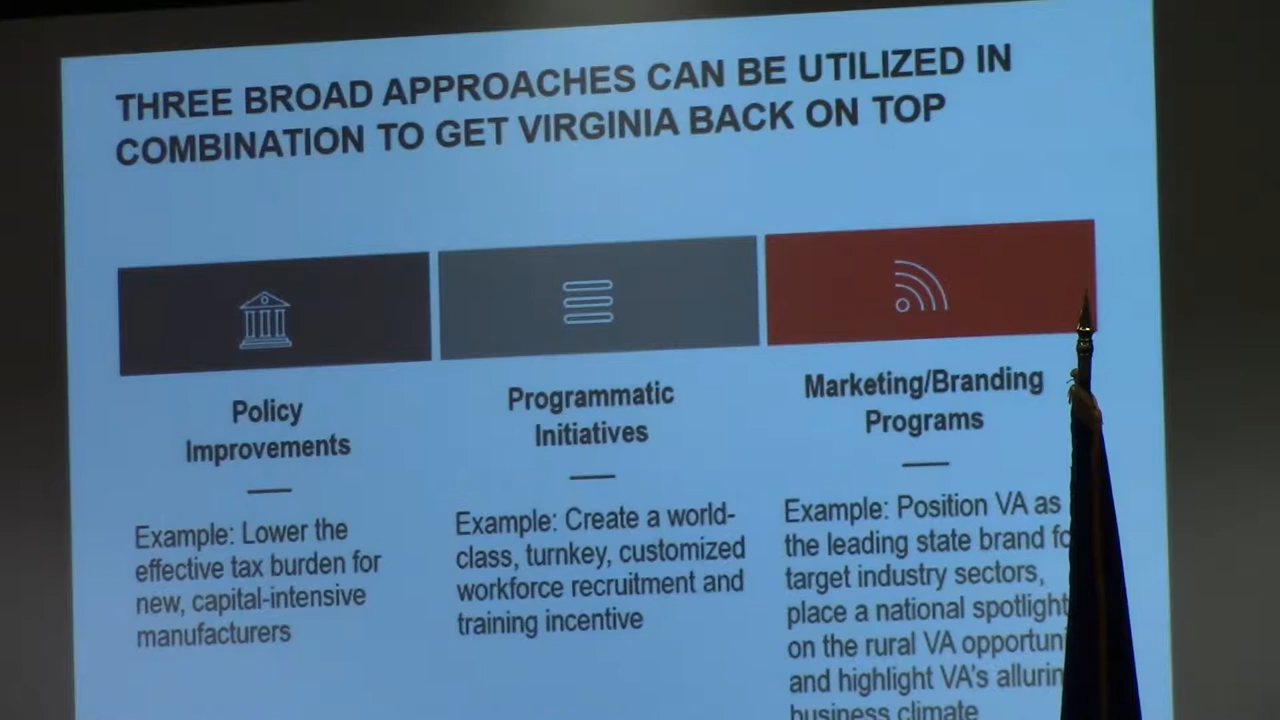 THREE BROAD APPROACHES CAN BE UTILIZED IN
COMBINATION TO GET VIRGINIA BACK ON TOP
Policy
Improvements
Example: Lower the
effective tax burden for
new, capital-intensive
manufacturers
Programmatic
Initiatives
Example: Create a world-
class, turnkey, customized
workforce recruitment and
training incentive
Marketing/Branding
Programs
Example: Position VA as
the leading state brand
target industry sectors,
place a national spotlight
on the rural VA
and highlight VA's
business climate